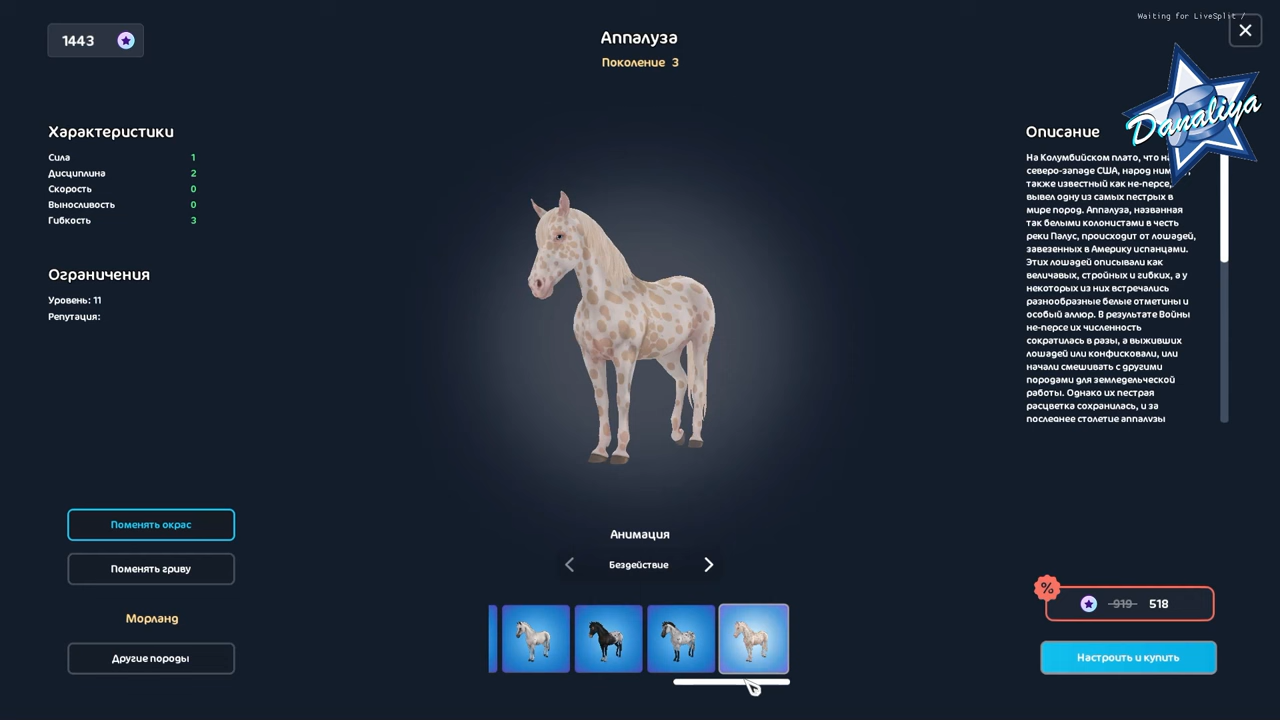 Waiting for LiveSplit /
1443
Аппалуза
Поколение 3
Danaliya
Характеристики
Сила 1
Дисциплина 2
Скорость 0
Выносливость 0
Гибкость 3
Ограничения
Уровень: 11
Репутация:
Описание
На Колумбийском плато, что
северо-западе США, народ
также известный как не-персе,
вывел одну из самых пестрых в
мире пород. Аппалуза, названная
так белыми колонистами в честь
реки Палус, происходит от лошадей,
завезенных в Америку испанцами.
Этих лошадей описывали как
величавых, стройных и гибких, а у
некоторых из них встречались
разнообразные белые отметины и
особый аллюр. В результате Войны
не-персе их численность
сократилась в разы, а выживших
лошадей или конфисковали, или
начали смешивать с другими
породами для земледельческой
работы. Однако их пестрая
расцветка сохранилась, и за
последнее столетие аппалузы
Поменять окрас
Поменять гриву
Морланд
Другие породы
Анимация
Бездействие
%
919 518
Настроить и купить